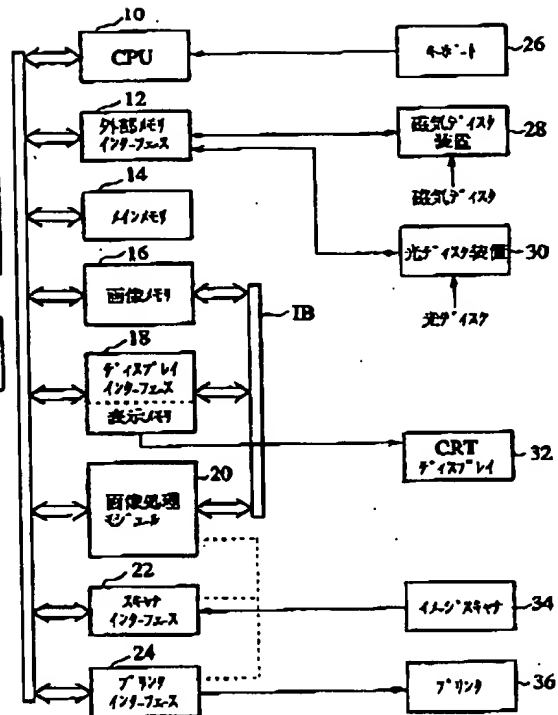 10
CPU
26
キーボード
12
外部メモリ
インターフェース
磁気ディスク
装置
28
磁気ディスク
14
メインメモリ
16
画像メモリ
光ディスク装置
30
光ディスク
IB
18
ディスプレイ
インターフェース
表示メモリ
CRT
ディスプレイ
32
20
画像処理
モジュール
22
スキャナ
インターフェース
イメージスキャナ
34
24
プリンタ
インターフェース
プリンタ
36